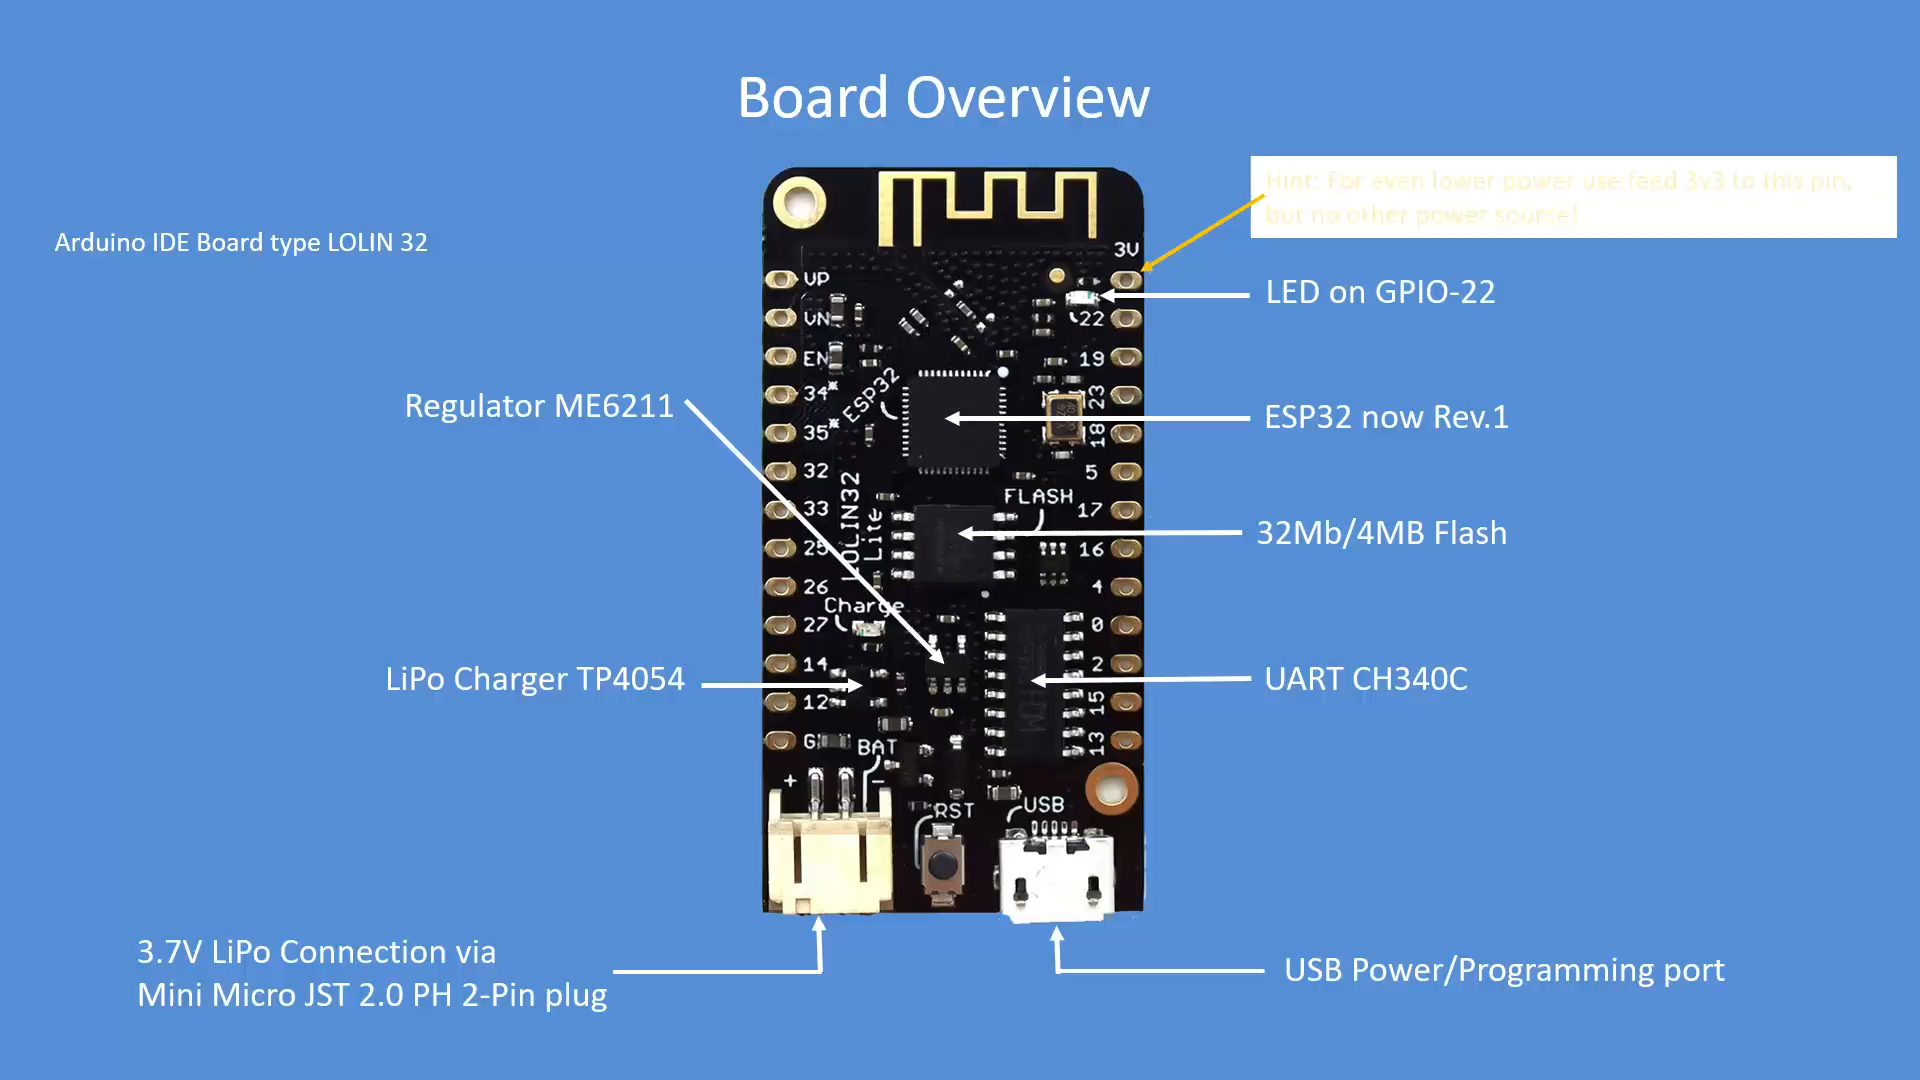 Board Overview
Hint: For even lower power use feed 3v3 to this pin,
but no other power source!
Arduino IDE Board type LOLIN 32
LED on GPIO-22
Regulator ME6211
ESP32 now Rev.1
32Mb/4MB Flash
LiPo Charger TP4054
UART CH340C
3.7V LiPo Connection via
Mini Micro JST 2.0 PH 2-Pin plug
USB Power/Programming port
3V
VP
VN
EN
34*
35*
32
33
25
26
27
14
12
G
22
19
23
18
5
17
16
4
0
2
15
13
ESP32
LOLIN32
Lite
FLASH
Charge
BAT
+
-
RST
USB